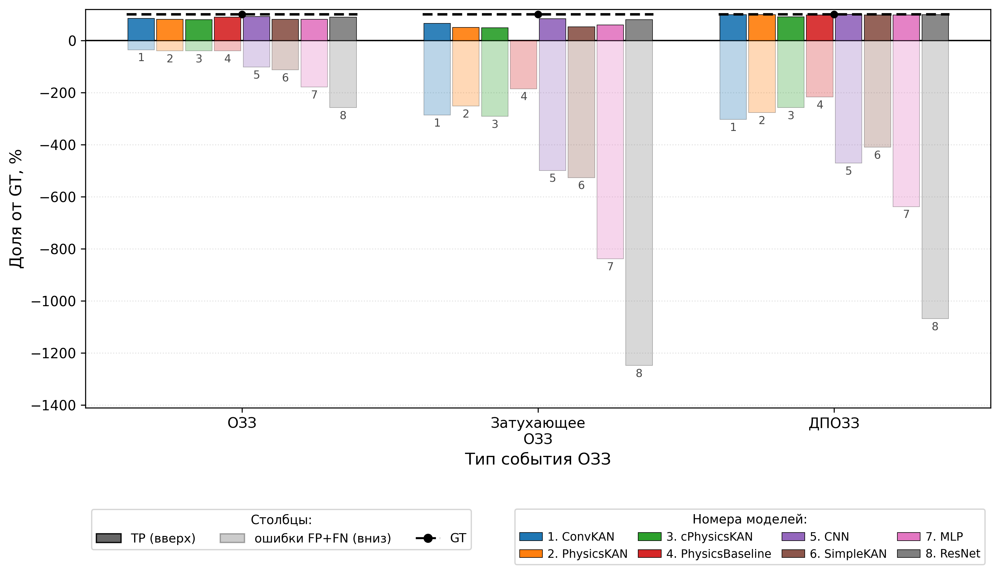 0
−200
−400
−600
−800
−1000
−1200
−1400
Доля от GT, %
1
2
3
4
5
6
7
8
1
2
3
4
5
6
7
8
1
2
3
4
5
6
7
8
ОЗЗ
Затухающее
ОЗЗ
ДПОЗЗ
Тип события ОЗЗ
Столбцы:
TP (вверх)
ошибки FP+FN (вниз)
GT
Номера моделей:
1. ConvKAN
2. PhysicsKAN
3. cPhysicsKAN
4. PhysicsBaseline
5. CNN
6. SimpleKAN
7. MLP
8. ResNet